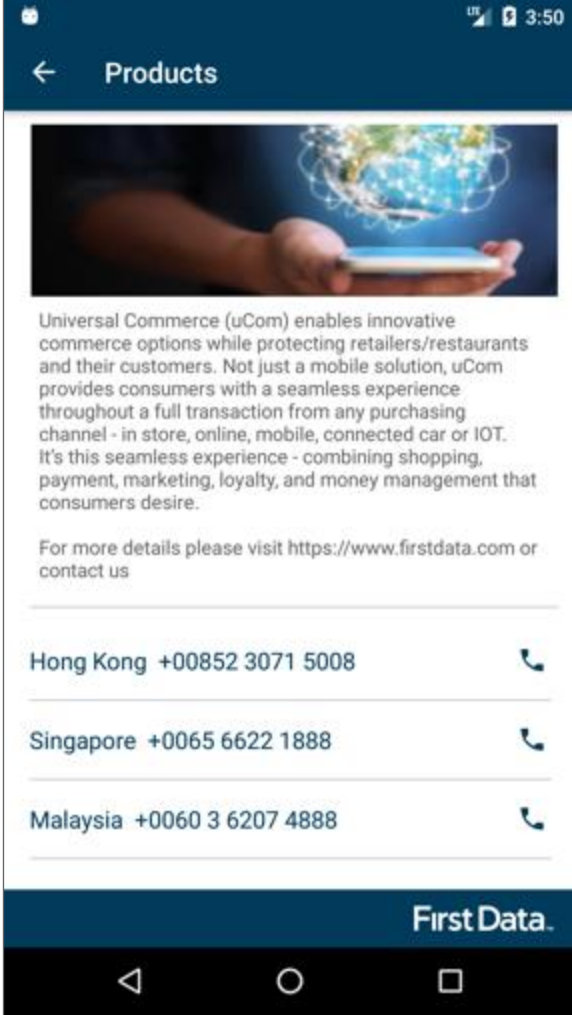 LTE 3:50
Products
Universal Commerce (uCom) enables innovative
commerce options while protecting retailers/restaurants
and their customers. Not just a mobile solution, uCom
provides consumers with a seamless experience
throughout a full transaction from any purchasing
channel - in store, online, mobile, connected car or IOT.
It's this seamless experience - combining shopping,
payment, marketing, loyalty, and money management that
consumers desire.
For more details please visit https://www.firstdata.com or
contact us
Hong Kong +00852 3071 5008
Singapore +0065 6622 1888
Malaysia +0060 3 6207 4888
First Data.